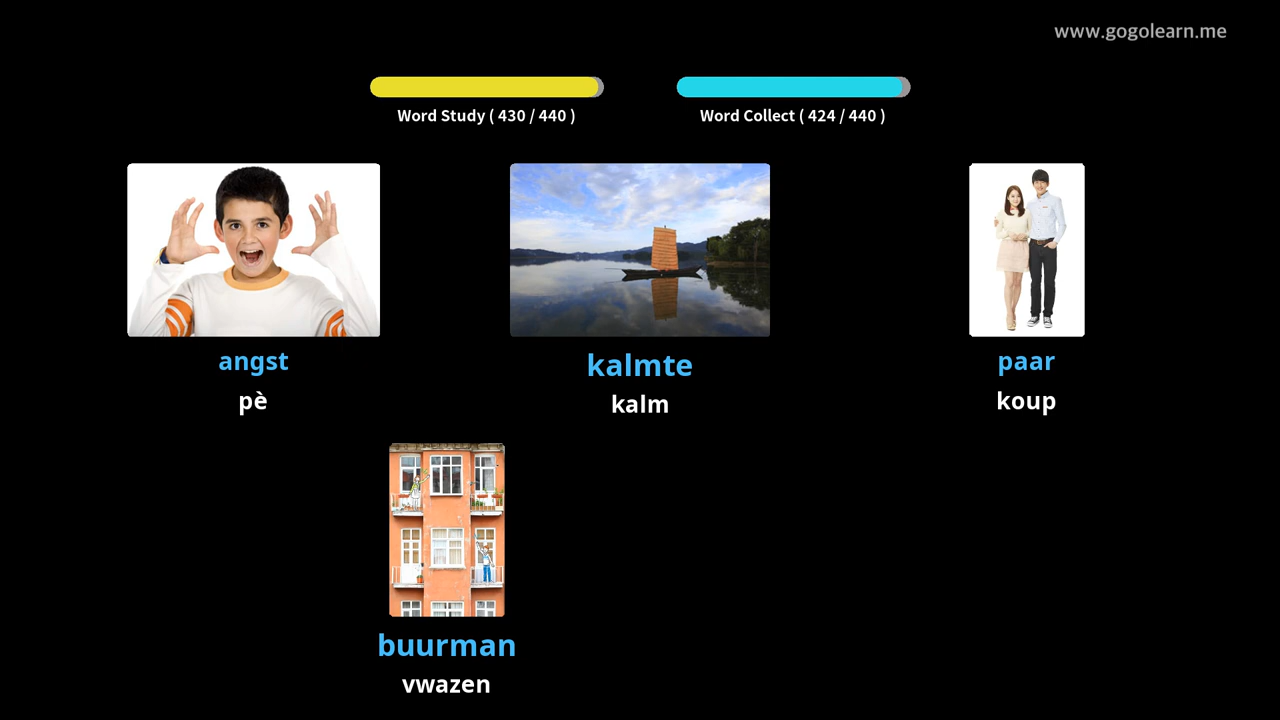 www.gogolearn.me
Word Study ( 430 / 440 )
Word Collect ( 424 / 440 )
angst
pè
kalmte
kalm
paar
koup
buurman
vwazen